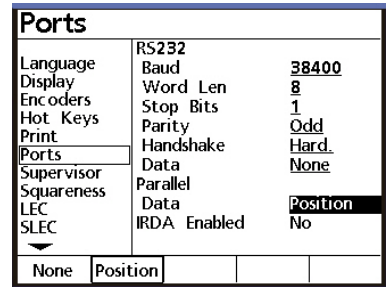 Ports
Language
Display
Encoders
Hot Keys
Print
Ports
Supervisor
Squareness
LEC
SLEC
RS232
Baud 38400
Word Len 8
Stop Bits 1
Parity Odd
Handshake Hard.
Data None
Parallel
Data Position
IRDA Enabled No
None Position